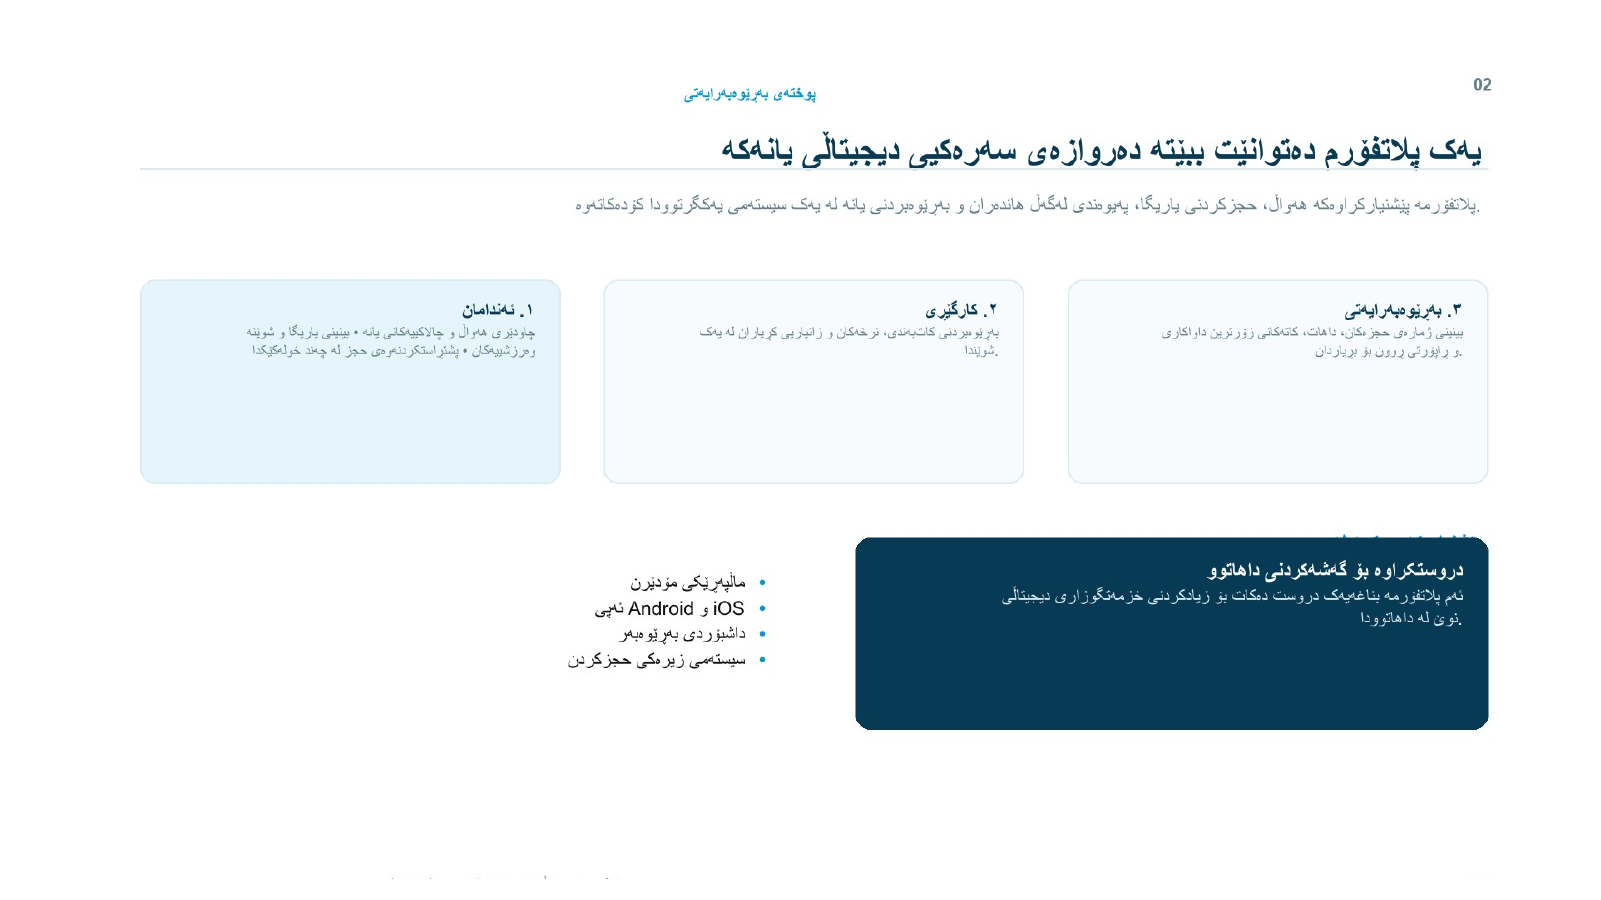 02
پوختەی بەڕێوەبەرایەتی
یەک پلاتفۆرم دەتوانێت ببێتە دەروازەی سەرەکیی دیجیتاڵی یانەکە
پلاتفۆرمە پێشنیارکراوەکە هەواڵ، حجزکردنی یاریگا، پەیوەندی لەگەڵ هاندەران و بەڕێوەبردنی یانە لە یەک سیستەمی یەکگرتوودا کۆدەکاتەوە.
٣. بەڕێوەبەرایەتی
بینینی ژمارەی حجزەکان، داهات، کاتەکانی زۆرترین داواکاری
و ڕاپۆرتی ڕوون بۆ بڕیاردان.
٢. کارگێڕی
بەڕێوەبردنی کاتبەندی، نرخەکان و زانیاریی کڕیاران لە یەک
شوێندا.
١. ئەندامان
چاودێری هەواڵ و چالاکییەکانی یانە • بینینی یاریگا و شوێنە
وەرزشییەکان • پشتڕاستکردنەوەی حجز لە چەند خولەکێکدا
دروستکراوە بۆ گەشەکردنی داهاتوو
ئەم پلاتفۆرمە بناغەیەک دروست دەکات بۆ زیادکردنی خزمەتگوزاری دیجیتاڵی
نوێ لە داهاتوودا.
• ماڵپەڕێکی مۆدێرن
• iOS و Android ئەپی
• داشبۆردی بەڕێوەبەر
• سیستەمی زیرەکی حجزکردن